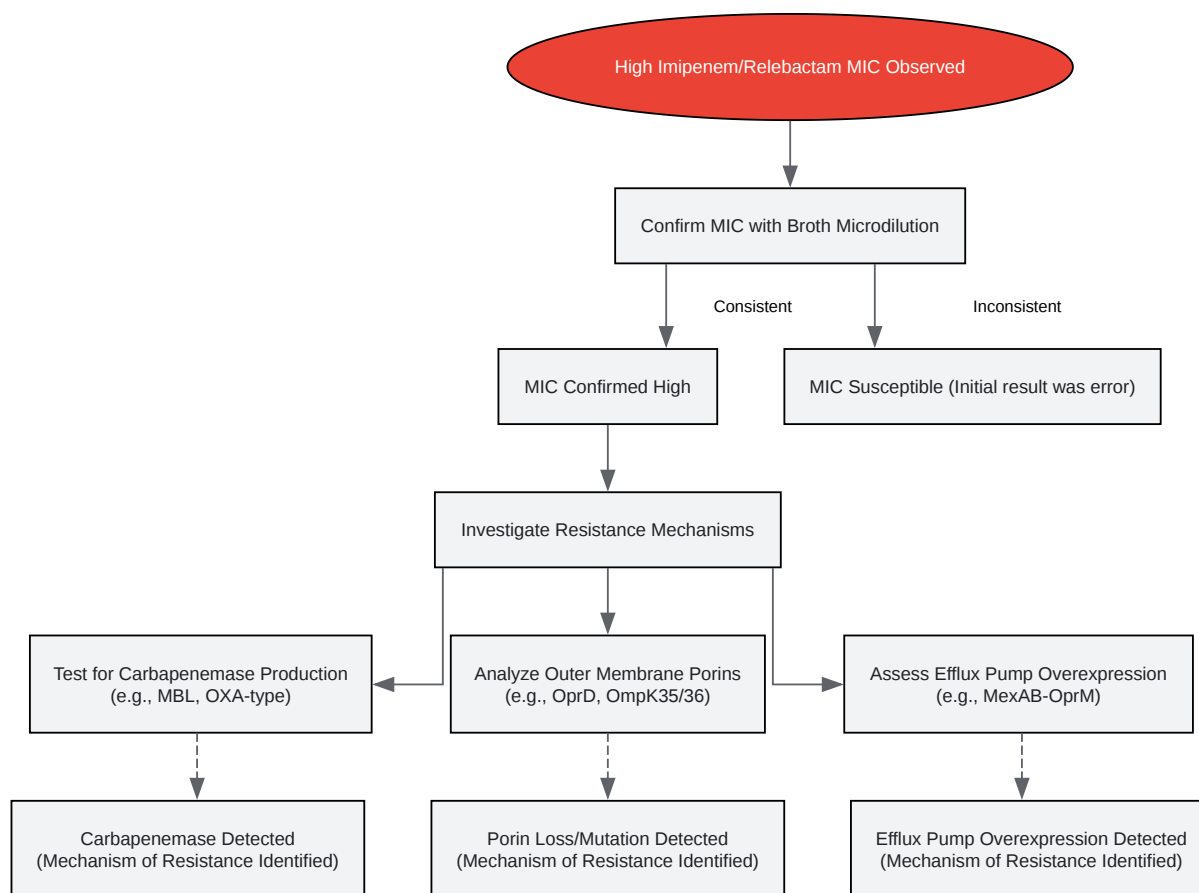 High Imipenem/Relebactam MIC Observed
Confirm MIC with Broth Microdilution
Consistent
Inconsistent
MIC Confirmed High
MIC Susceptible (Initial result was error)
Investigate Resistance Mechanisms
Test for Carbapenemase Production
(e.g., MBL, OXA-type)
Analyze Outer Membrane Porins
(e.g., OprD, OmpK35/36)
Assess Efflux Pump Overexpression
(e.g., MexAB-OprM)
Carbapenemase Detected
(Mechanism of Resistance Identified)
Porin Loss/Mutation Detected
(Mechanism of Resistance Identified)
Efflux Pump Overexpression Detected
(Mechanism of Resistance Identified)